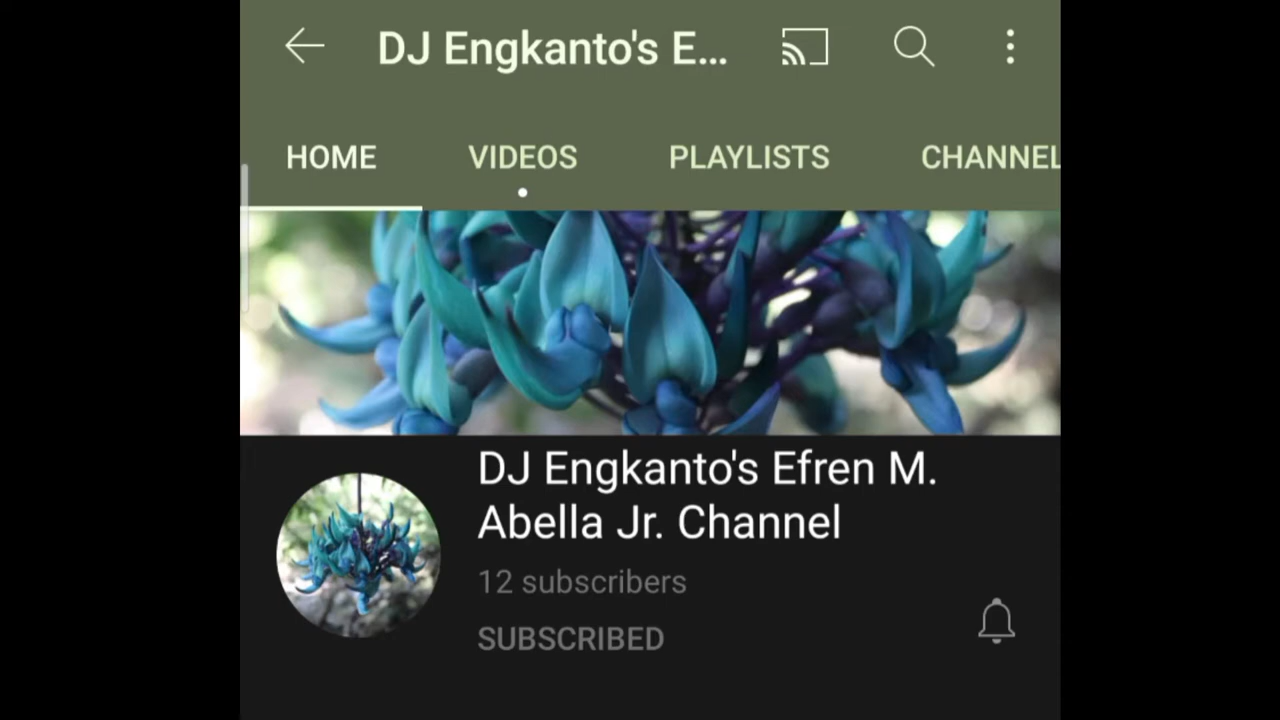 DJ Engkanto's E...
HOME VIDEOS PLAYLISTS CHANNEL
DJ Engkanto's Efren M.
Abella Jr. Channel
12 subscribers
SUBSCRIBED